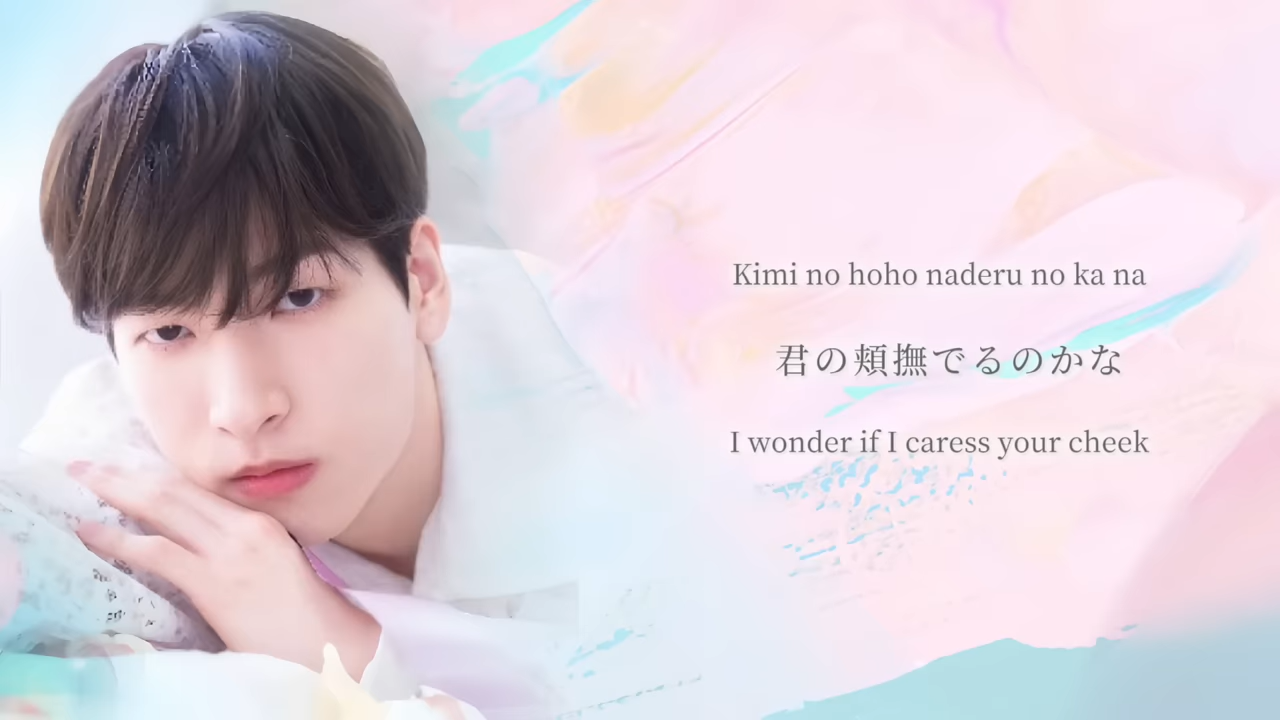 Kimi no hoho naderu no ka na
君の頬撫でるのかな
I wonder if I caress your cheek